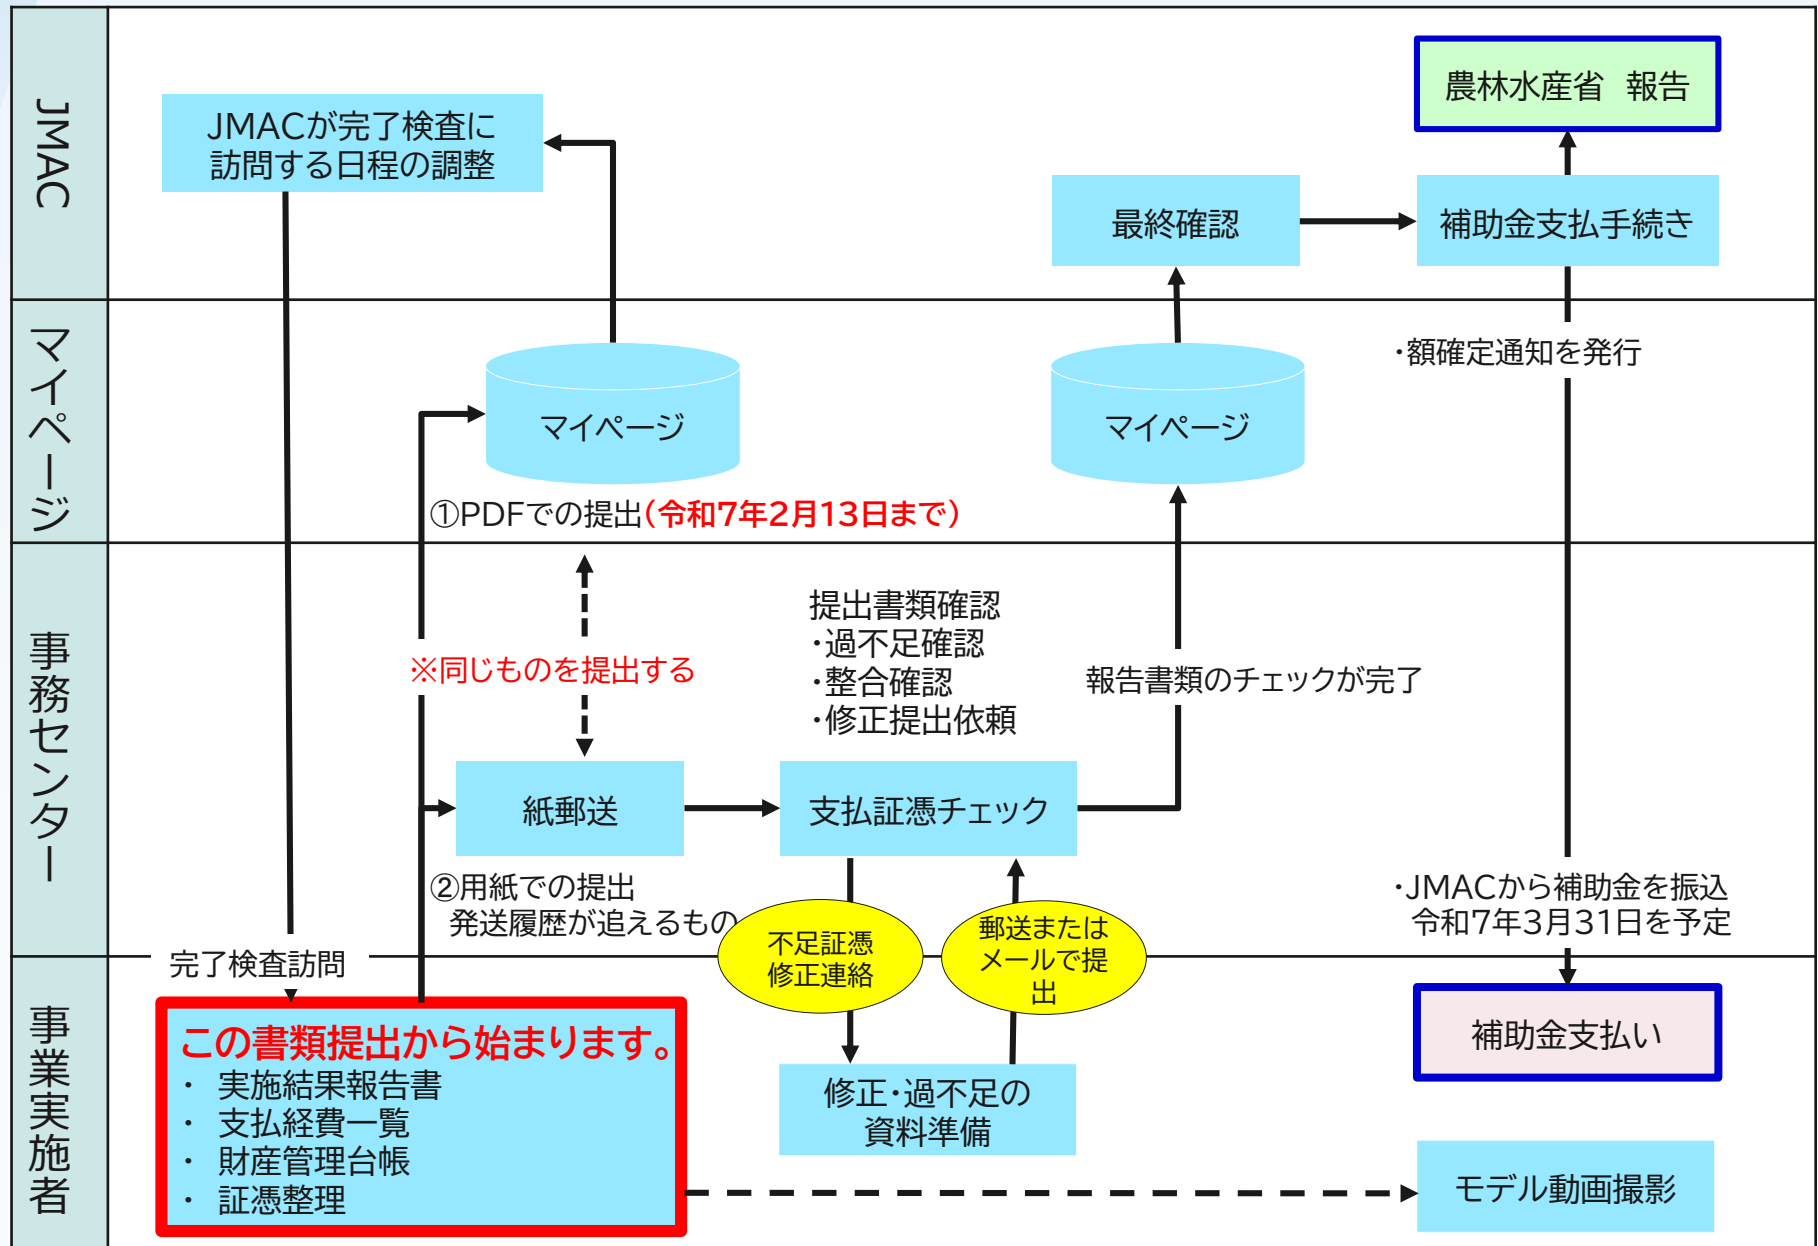 JMAC
JMACが完了検査に
訪問する日程の調整
農林水産省　報告
最終確認
補助金支払手続き
マイページ
マイページ
マイページ
・額確定通知を発行
①PDFでの提出(令和7年2月13日まで)
事務センター
※同じものを提出する
提出書類確認
・過不足確認
・整合確認
・修正提出依頼
報告書類のチェックが完了
紙郵送
支払証憑チェック
②用紙での提出
発送履歴が追えるもの
不足証憑
修正連絡
郵送または
メールで提
出
・JMACから補助金を振込
令和7年3月31日を予定
完了検査訪問
事業実施者
この書類提出から始まります。
・ 実施結果報告書
・ 支払経費一覧
・ 財産管理台帳
・ 証憑整理
修正・過不足の
資料準備
補助金支払い
モデル動画撮影